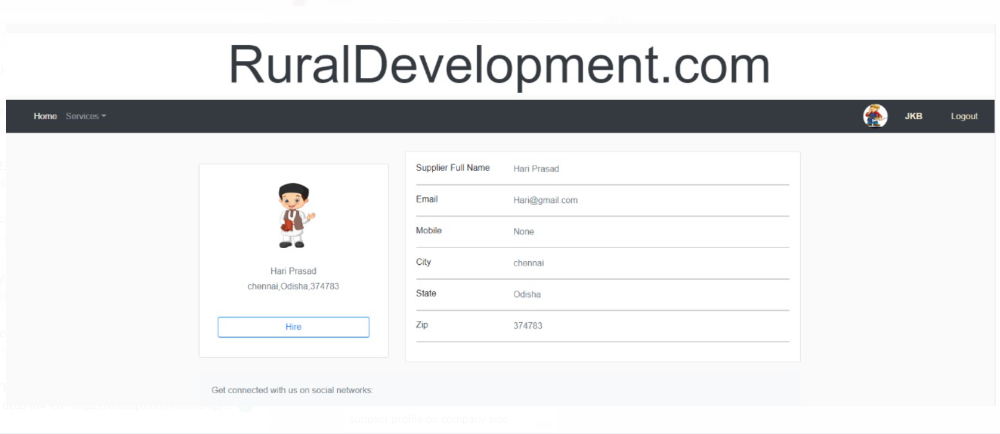 RuralDevelopment.com
Home Services JKB Logout
Supplier Full Name Hari Prasad
Email Hari@gmail.com
Mobile None
City chennai
State Odisha
Zip 374783
Hari Prasad
chennai,Odisha,374783
Hire
Get connected with us on social networks:
supplier profile on company side